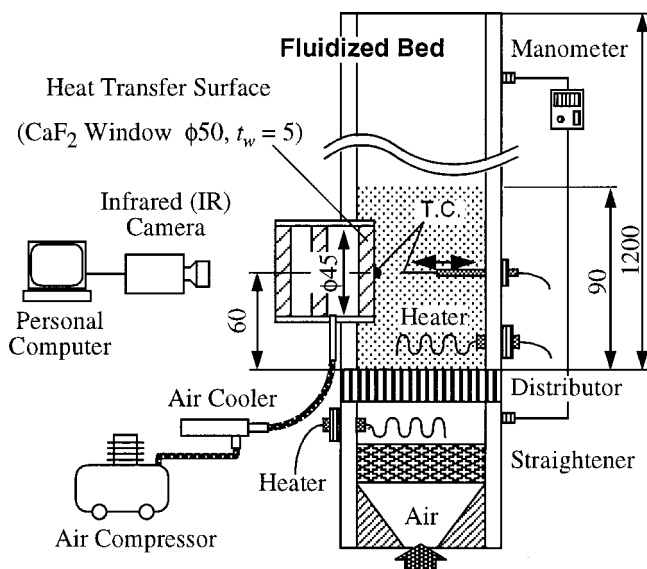 Fluidized Bed
Manometer
Heat Transfer Surface
(CaF2 Window ϕ50, tw = 5)
T.C.
Infrared (IR)
Camera
ϕ45
60
90
1200
Personal
Computer
Heater
Distributor
Air Cooler
Straightener
Heater
Air
Air Compressor